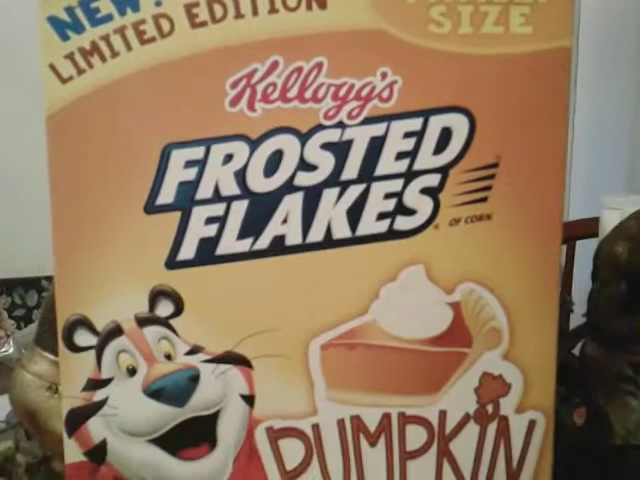 NEW!
LIMITED EDITION
SIZE
Kellogg's
FROSTED
FLAKES
OF CORN
PUMPKIN